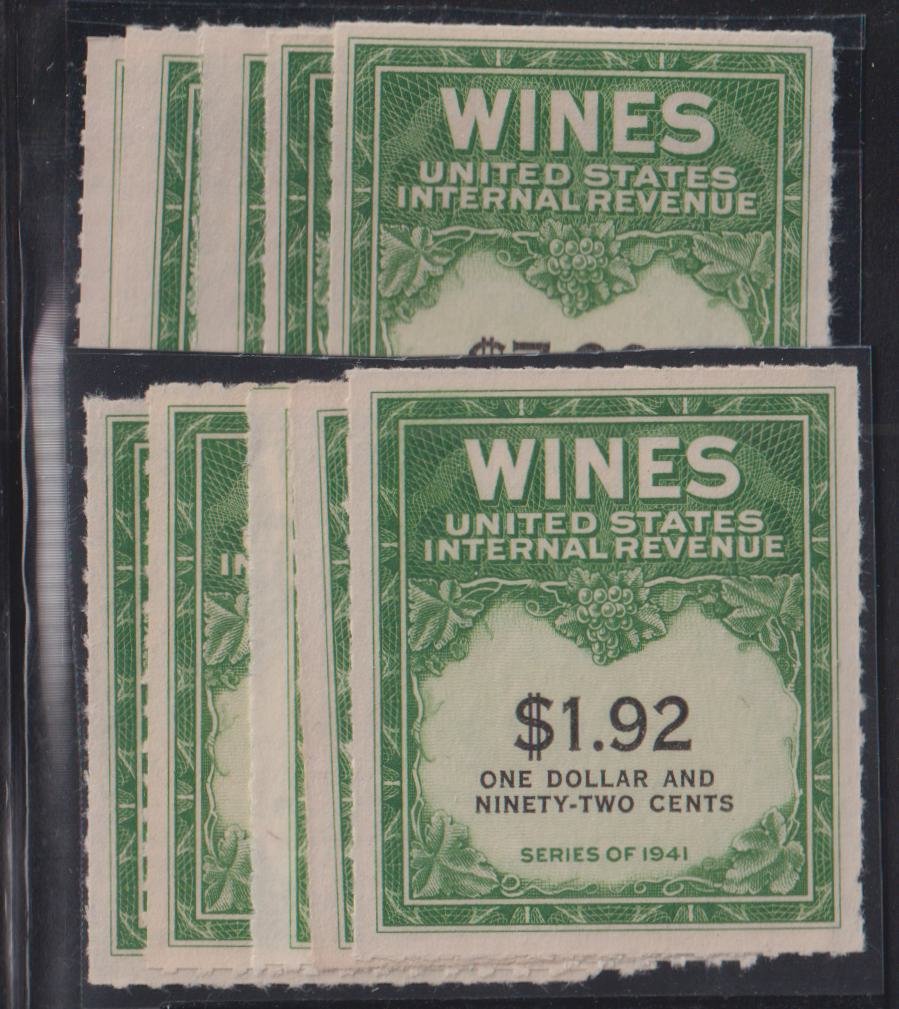 WINES
UNITED STATES
INTERNAL REVENUE
WINES
UNITED STATES
INTERNAL REVENUE
$1.92
ONE DOLLAR AND
NINETY-TWO CENTS
SERIES OF 1941